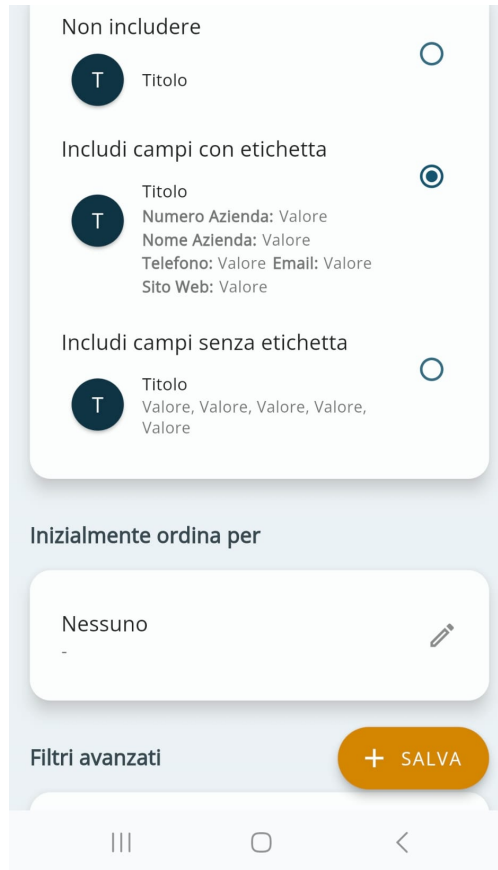 Non includere
T
Titolo
Includi campi con etichetta
T
Titolo
Numero Azienda: Valore
Nome Azienda: Valore
Telefono: Valore Email: Valore
Sito Web: Valore
Includi campi senza etichetta
T
Titolo
Valore, Valore, Valore, Valore,
Valore
Inizialmente ordina per
Nessuno
-
Filtri avanzati
+ SALVA